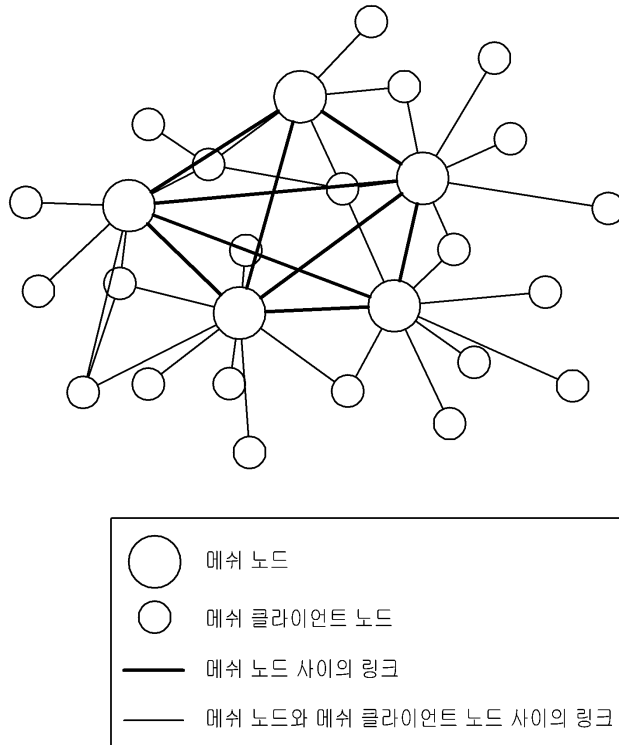 메쉬 노드
메쉬 클라이언트 노드
메쉬 노드 사이의 링크
메쉬 노드와 메쉬 클라이언트 노드 사이의 링크